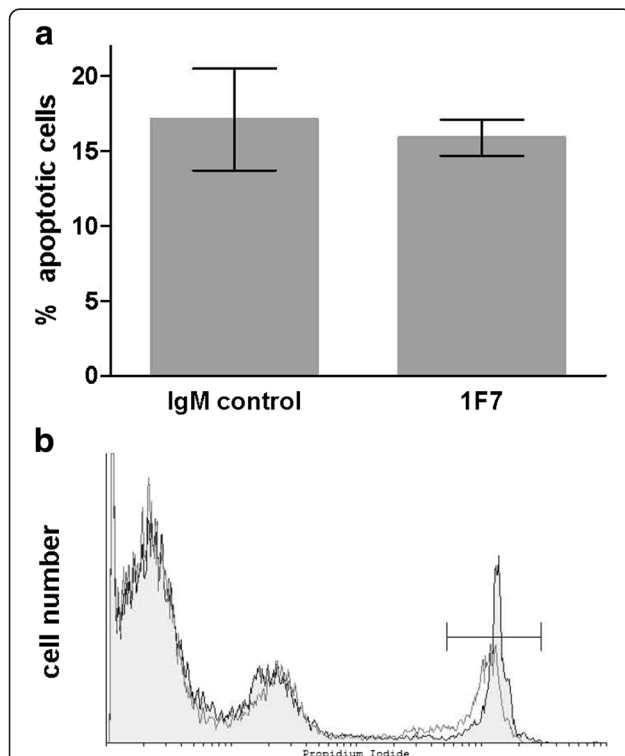 a
% apoptotic cells
20
15
10
5
0
IgM control
1F7
b
cell number
Propidium Iodide